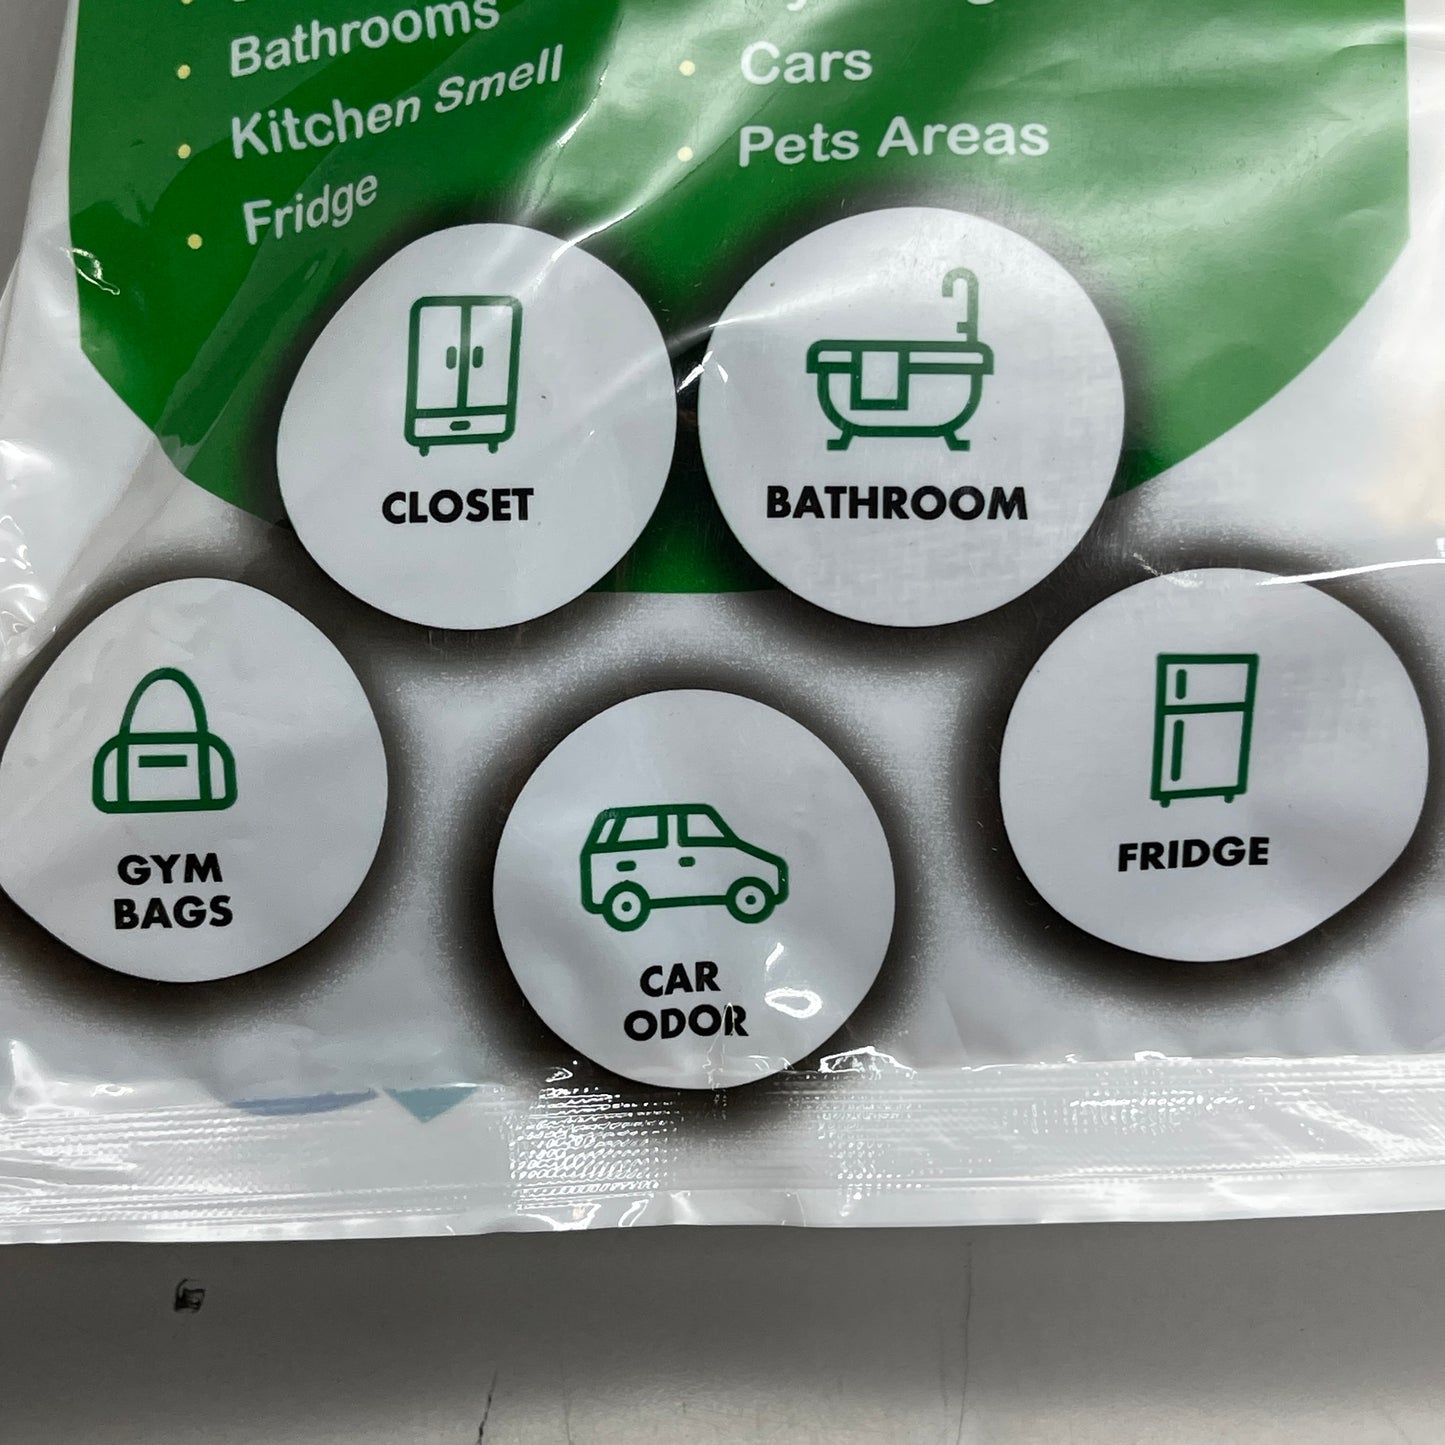 Bathrooms
Kitchen Smell
Fridge
Cars
Pets Areas
CLOSET
BATHROOM
GYM
BAGS
CAR
ODOR
FRIDGE